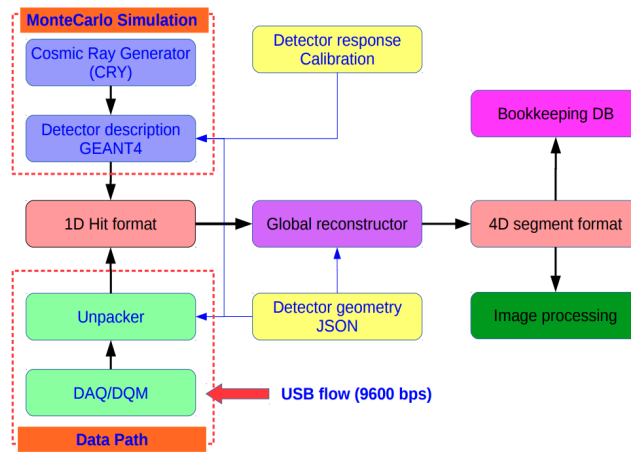 MonteCarlo Simulation
Cosmic Ray Generator
(CRY)
Detector description
GEANT4
Detector response
Calibration
Bookkeeping DB
1D Hit format
Global reconstructor
4D segment format
Unpacker
Detector geometry
JSON
Image processing
DAQ/DQM
USB flow (9600 bps)
Data Path